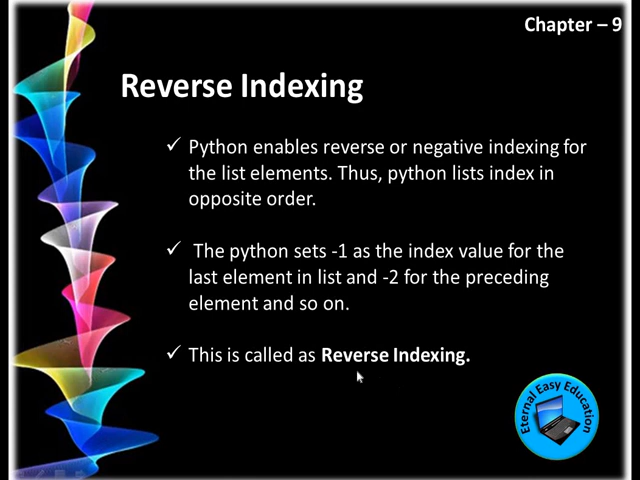 Chapter – 9
Reverse Indexing
✓ Python enables reverse or negative indexing for
the list elements. Thus, python lists index in
opposite order.
✓ The python sets -1 as the index value for the
last element in list and -2 for the preceding
element and so on.
✓ This is called as Reverse Indexing.
Eternal Easy Education